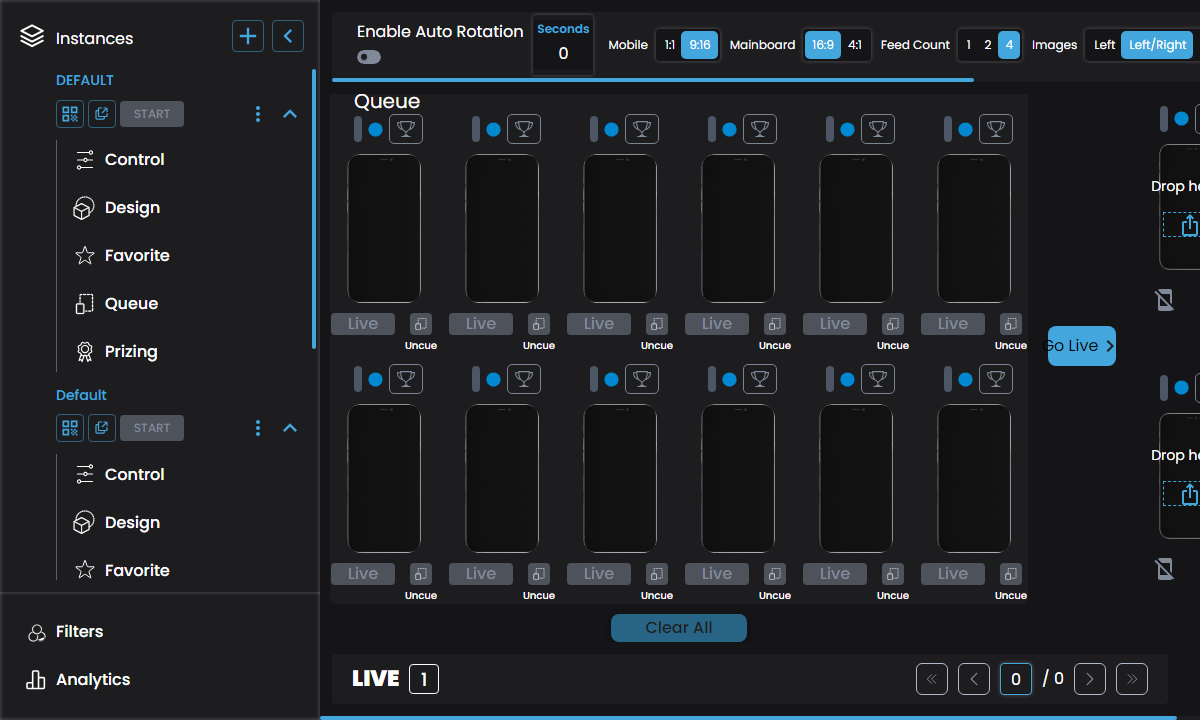 Instances
DEFAULT
START
Control
Design
Favorite
Queue
Prizing
Default
START
Control
Design
Favorite
Filters
Analytics
Enable Auto Rotation
Seconds
0
Mobile 1:1 9:16
Mainboard 16:9 4:1
Feed Count 1 2 4
Images Left Left/Right
Queue
Live Live Live Live Live Live
Uncue Uncue Uncue Uncue Uncue Uncue
Live Live Live Live Live Live
Uncue Uncue Uncue Uncue Uncue Uncue
Clear All
Go Live
Drop he
Drop he
LIVE 1
0 / 0